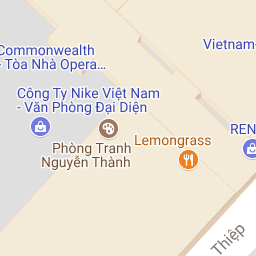 Commonwealth
- Tòa Nhà Opera...
Vietnam-
Công Ty Nike Việt Nam
- Văn Phòng Đại Diện
Phòng Tranh
Nguyễn Thành
Lemongrass
REN
Thiệp